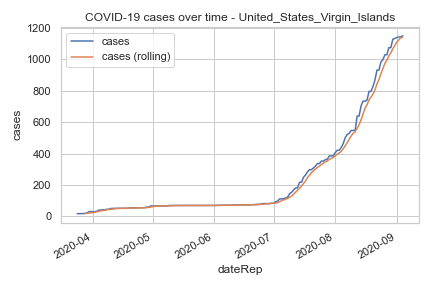 COVID-19 cases over time - United_States_Virgin_Islands
cases
cases (rolling)
1200
1000
800
600
400
200
0
cases
2020-04
2020-05
2020-06
2020-07
2020-08
2020-09
dateRep